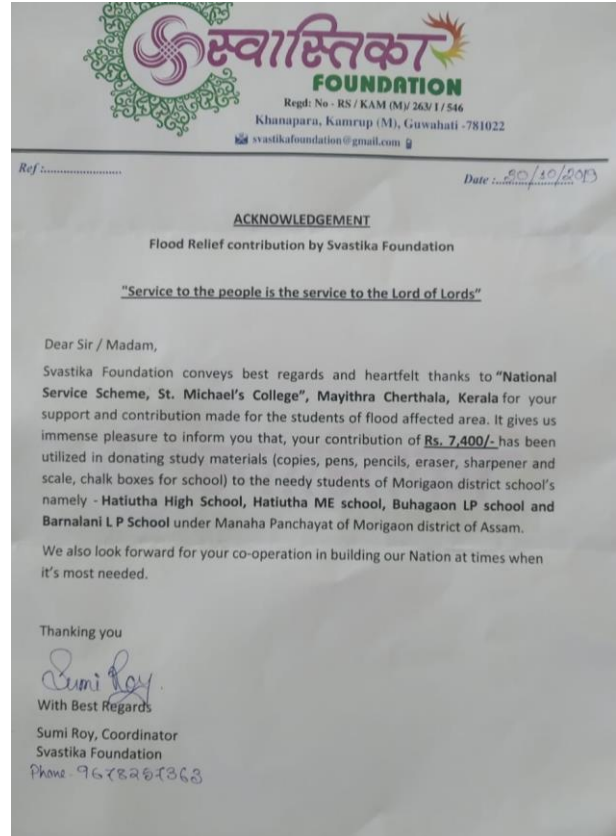 स्वास्तिका
FOUNDATION
Regd: No - RS / KAM (M)/ 263/ I / 546
Khanapara, Kamrup (M), Guwahati -781022
svastikafoundation@gmail.com
Ref :........................
Date : 30/10/2019
ACKNOWLEDGEMENT
Flood Relief contribution by Svastika Foundation
"Service to the people is the service to the Lord of Lords"
Dear Sir / Madam,
Svastika Foundation conveys best regards and heartfelt thanks to "National
Service Scheme, St. Michael's College", Mayithra Cherthala, Kerala for your
support and contribution made for the students of flood affected area. It gives us
immense pleasure to inform you that, your contribution of Rs. 7,400/- has been
utilized in donating study materials (copies, pens, pencils, eraser, sharpener and
scale, chalk boxes for school) to the needy students of Morigaon district school's
namely - Hatiutha High School, Hatiutha ME school, Buhagaon LP school and
Barnalani L P School under Manaha Panchayat of Morigaon district of Assam.
We also look forward for your co-operation in building our Nation at times when
it's most needed.
Thanking you
Sumi Roy.
With Best Regards
Sumi Roy, Coordinator
Svastika Foundation
Phone.